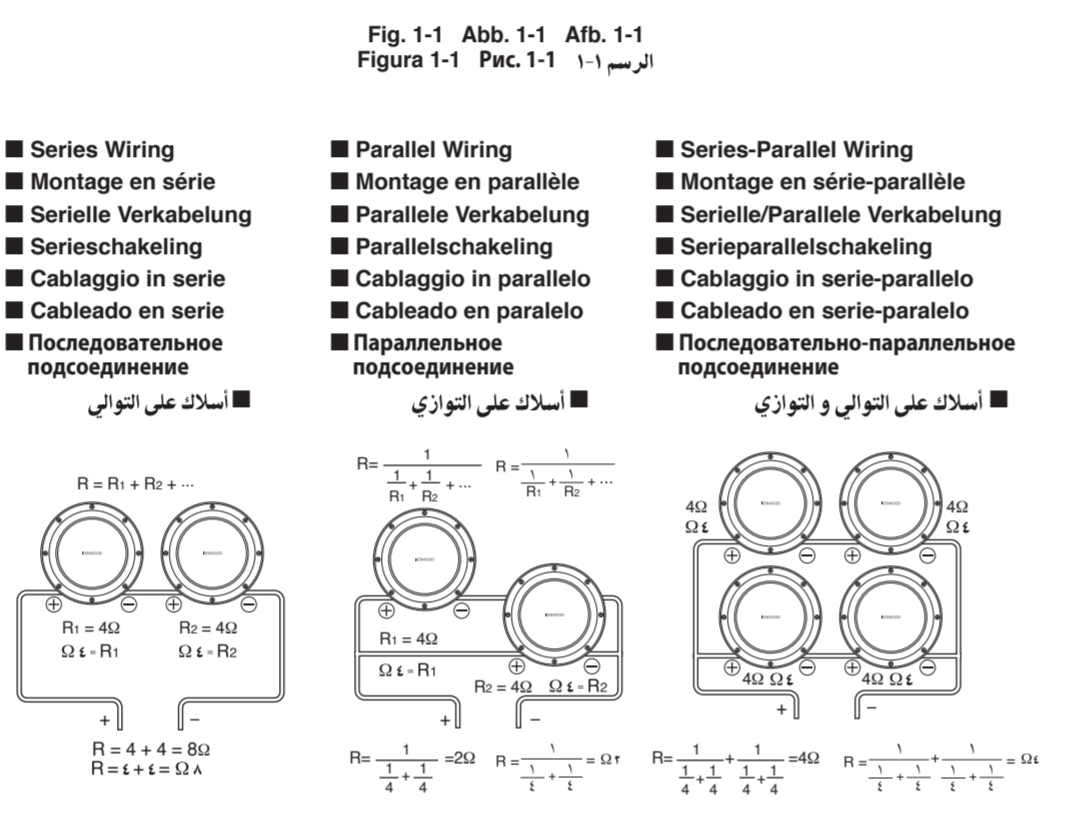 Fig. 1-1 Abb. 1-1 Afb. 1-1
Figura 1-1 Рис. 1-1 الرسم ١-١
■ Series Wiring
■ Montage en série
■ Serielle Verkabelung
■ Serieschakeling
■ Cablaggio in serie
■ Cableado en serie
■ Последовательное
подсоединение
■ أسلاك على التوالي
R = R1 + R2 + ···
KENWOOD KENWOOD
⊕ ⊖ ⊕ ⊖
R1 = 4Ω R2 = 4Ω
Ω ٤ = R1 Ω ٤ = R2
+ −
R = 4 + 4 = 8Ω
R = ٤ + ٤ = Ω ٨
■ Parallel Wiring
■ Montage en parallèle
■ Parallele Verkabelung
■ Parallelschakeling
■ Cablaggio in parallelo
■ Cableado en paralelo
■ Параллельное
подсоединение
■ أسلاك على التوازي
R= 1 / (1/R1 + 1/R2 + ···) R = ١ / (١/R1 + ١/R2 + ···)
KENWOOD
KENWOOD
⊕ ⊖
R1 = 4Ω
Ω ٤ = R1
⊕ ⊖
R2 = 4Ω Ω ٤ = R2
+ −
R= 1 / (1/4 + 1/4) =2Ω R = ١ / (١/٤ + ١/٤) = Ω ٢
■ Series-Parallel Wiring
■ Montage en série-parallèle
■ Serielle/Parallele Verkabelung
■ Serieparallelschakeling
■ Cablaggio in serie-parallelo
■ Cableado en serie-paralelo
■ Последовательно-параллельное
подсоединение
■ أسلاك على التوالي و التوازي
KENWOOD KENWOOD
4Ω 4Ω
Ω ٤ Ω ٤
⊕ ⊖ ⊕ ⊖
KENWOOD KENWOOD
⊕ ⊖ ⊕ ⊖
4Ω Ω ٤ 4Ω Ω ٤
+ −
R= 1 / (1/4 + 1/4) + 1 / (1/4 + 1/4) =4Ω R = ١ / (١/٤ + ١/٤) + ١ / (١/٤ + ١/٤) = Ω٤